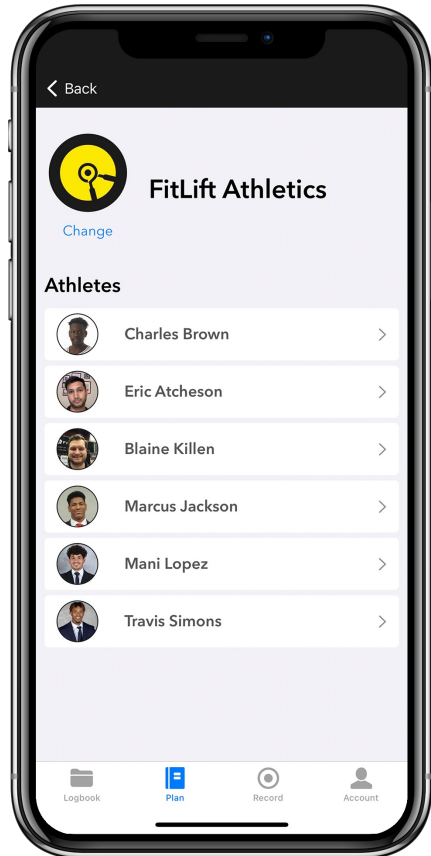 Back
FitLift Athletics
Change
Athletes
Charles Brown
Eric Atcheson
Blaine Killen
Marcus Jackson
Mani Lopez
Travis Simons
Logbook
Plan
Record
Account